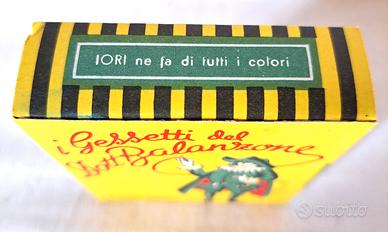 IORI ne fa di tutti i colori
i Gessetti del
Dott Balanzone
SUbito